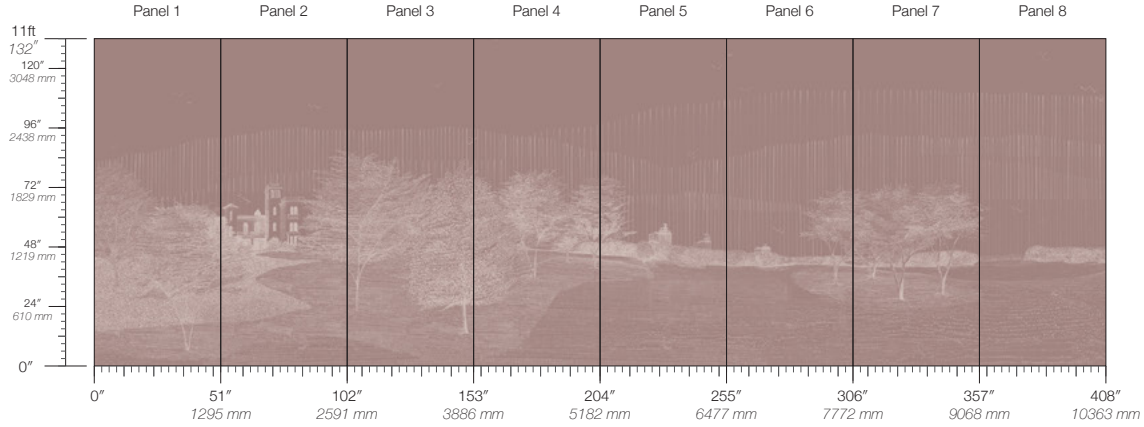 Panel 1 Panel 2 Panel 3 Panel 4 Panel 5 Panel 6 Panel 7 Panel 8
11ft
132″
120″
3048 mm
96″
2438 mm
72″
1829 mm
48″
1219 mm
24″
610 mm
0″
0″ 51″ 102″ 153″ 204″ 255″ 306″ 357″ 408″
1295 mm 2591 mm 3886 mm 5182 mm 6477 mm 7772 mm 9068 mm 10363 mm